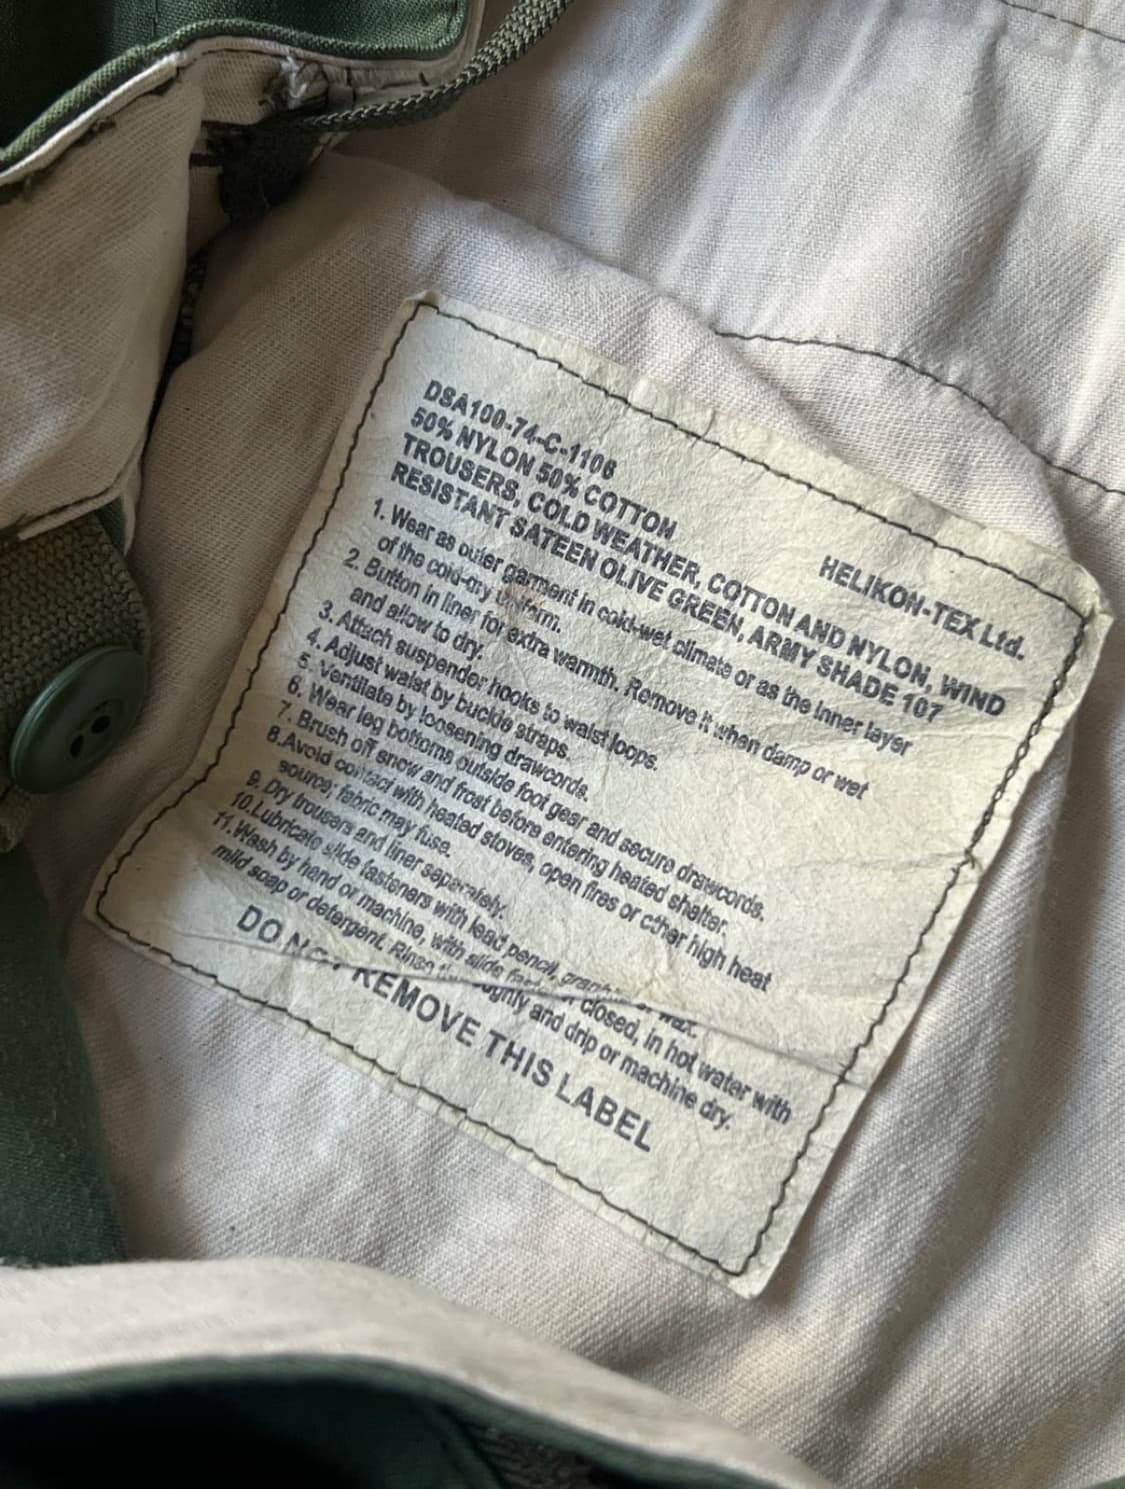 DSA100-74-C-1106
50% NYLON 50% COTTON
HELIKON-TEX Ltd.
TROUSERS, COLD WEATHER, COTTON AND NYLON, WIND
RESISTANT SATEEN OLIVE GREEN, ARMY SHADE 107
1. Wear as outer garment in cold-wet climate or as the inner layer
of the cold-dry uniform.
2. Button in liner for extra warmth. Remove it when damp or wet
and allow to dry.
3. Attach suspender hooks to waist loops.
4. Adjust waist by buckle straps.
5. Ventilate by loosening drawcords.
6. Wear leg bottoms outside foot gear and secure drawcords.
7. Brush off snow and frost before entering heated shelter.
8.Avoid contact with heated stoves, open fires or other high heat
source; fabric may fuse.
9. Dry trousers and liner separately.
10.Lubricate slide fasteners with lead pencil, or wax.
11.Wash by hand or machine, with slide closed, in hot water with
mild soap or detergent. Rinse and drip or machine dry.
DO NOT REMOVE THIS LABEL